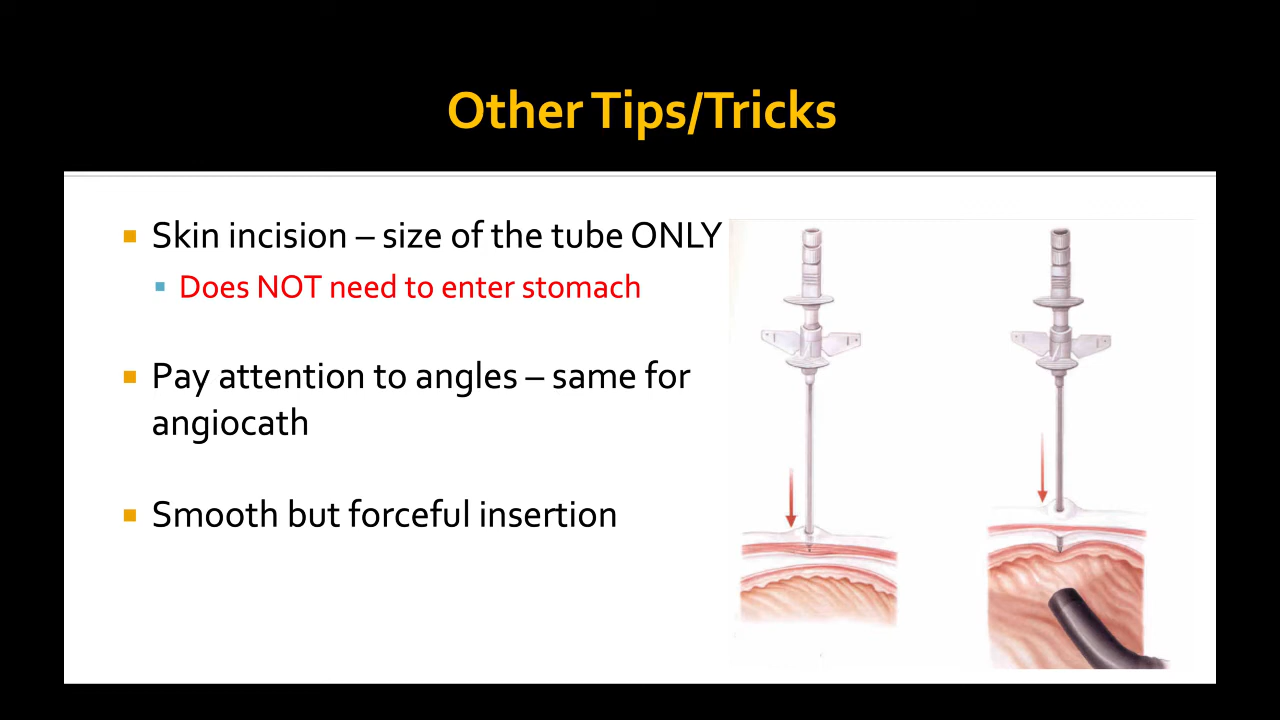 Other Tips/Tricks
Skin incision – size of the tube ONLY
Does NOT need to enter stomach
Pay attention to angles – same for
angiocath
Smooth but forceful insertion